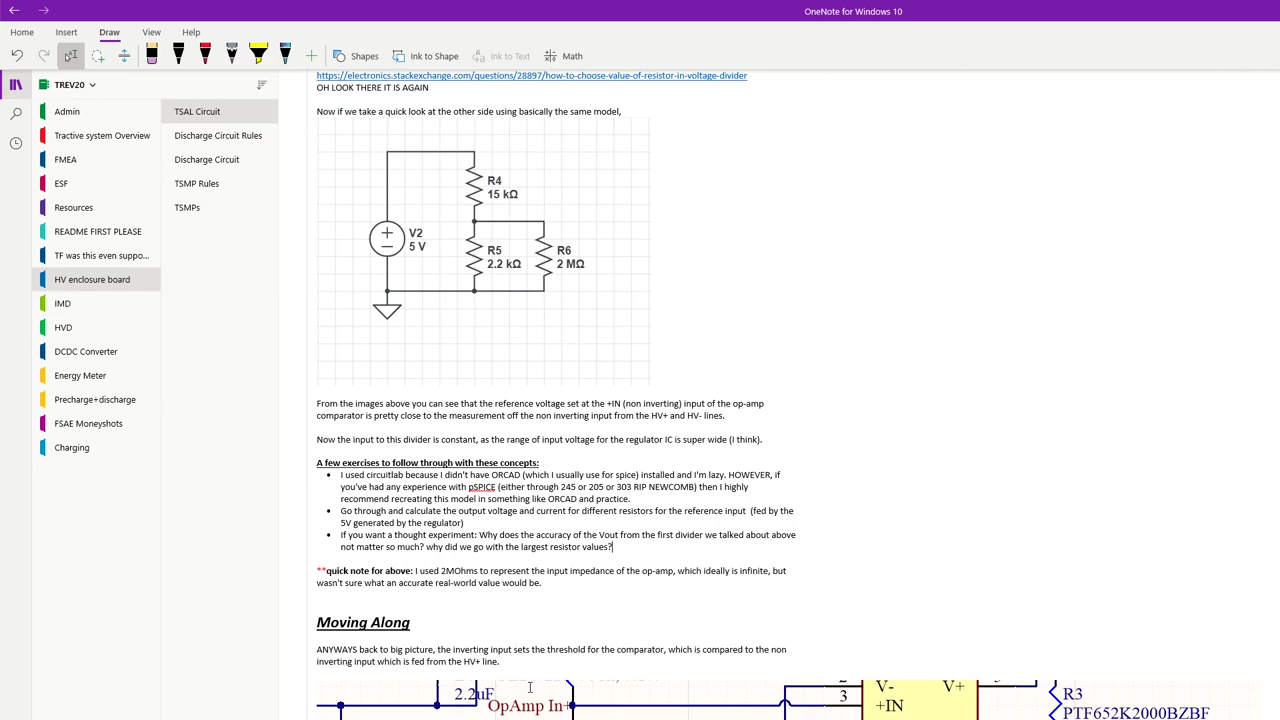 OneNote for Windows 10
Home Insert Draw View Help
Shapes Ink to Shape Ink to Text Math
TREV20
Admin
Tractive system Overview
FMEA
ESF
Resources
README FIRST PLEASE
TF was this even suppo...
HV enclosure board
IMD
HVD
DCDC Converter
Energy Meter
Precharge+discharge
FSAE Moneyshots
Charging
TSAL Circuit
Discharge Circuit Rules
Discharge Circuit
TSMP Rules
TSMPs
https://electronics.stackexchange.com/questions/28897/how-to-choose-value-of-resistor-in-voltage-divider
OH LOOK THERE IT IS AGAIN
Now if we take a quick look at the other side using basically the same model,
R4
15 kΩ
V2
5 V
R5
2.2 kΩ
R6
2 MΩ
From the images above you can see that the reference voltage set at the +IN (non inverting) input of the op-amp
comparator is pretty close to the measurement off the non inverting input from the HV+ and HV- lines.
Now the input to this divider is constant, as the range of input voltage for the regulator IC is super wide (I think).
A few exercises to follow through with these concepts:
• I used circuitlab because I didn't have ORCAD (which I usually use for spice) installed and I'm lazy. HOWEVER, if
you've had any experience with pSPICE (either through 245 or 205 or 303 RIP NEWCOMB) then I highly
recommend recreating this model in something like ORCAD and practice.
• Go through and calculate the output voltage and current for different resistors for the reference input (fed by the
5V generated by the regulator)
• If you want a thought experiment: Why does the accuracy of the Vout from the first divider we talked about above
not matter so much? why did we go with the largest resistor values?
**quick note for above: I used 2MOhms to represent the input impedance of the op-amp, which ideally is infinite, but
wasn't sure what an accurate real-world value would be.
Moving Along
ANYWAYS back to big picture, the inverting input sets the threshold for the comparator, which is compared to the non
inverting input which is fed from the HV+ line.
2.2uF
OpAmp In+
3
V- V+
+IN
R3
PTF652K2000BZBF